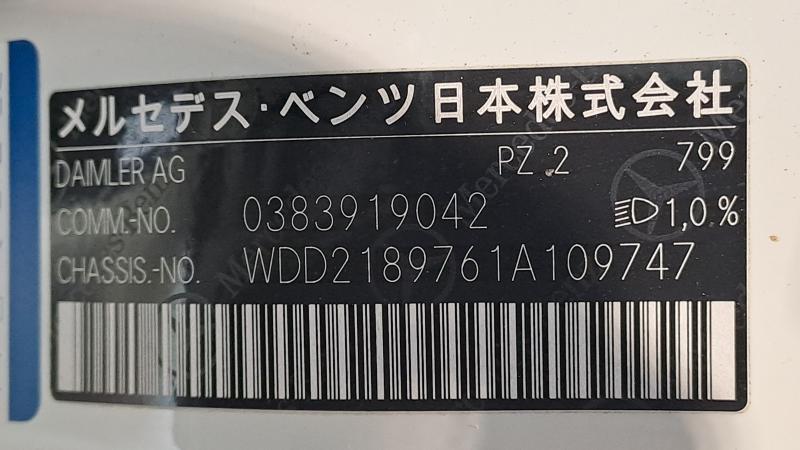 メルセデス・ベンツ日本株式会社
DAIMLER AG PZ.2 799
COMM.-NO. 0383919042 1,0.%
CHASSIS.-NO. WDD2189761A109747